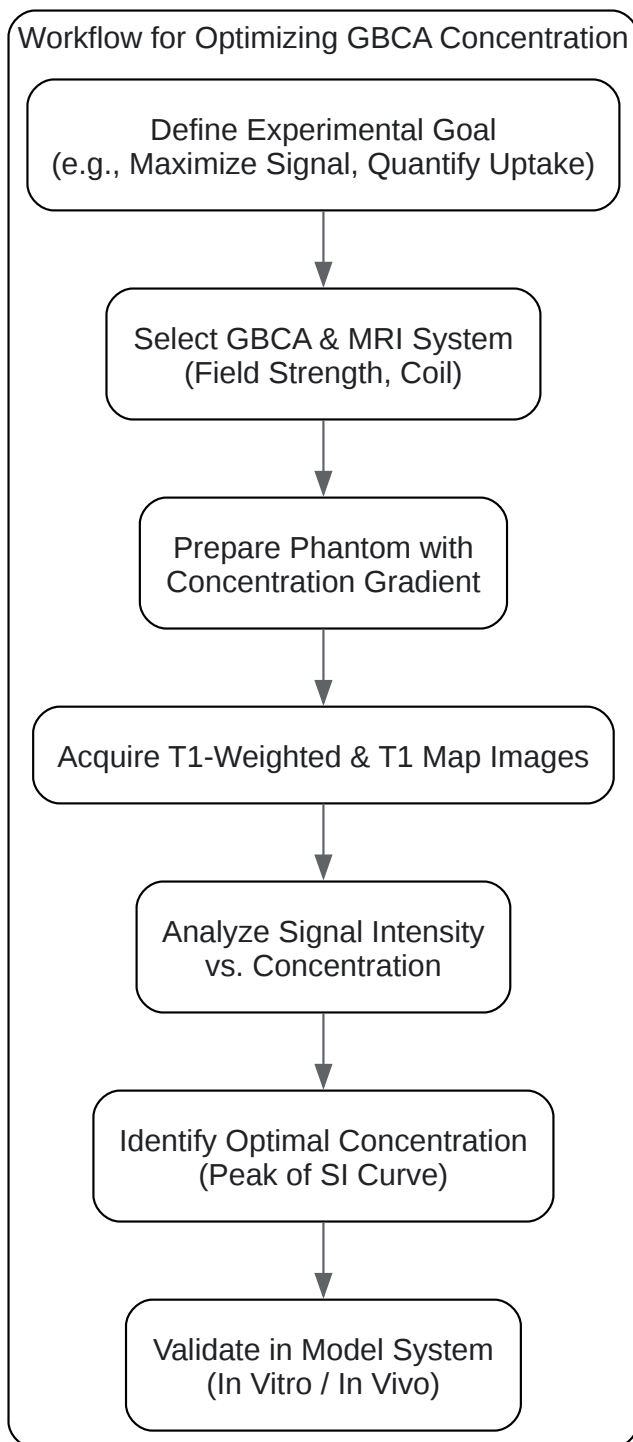 Workflow for Optimizing GBCA Concentration
Define Experimental Goal
(e.g., Maximize Signal, Quantify Uptake)
Select GBCA & MRI System
(Field Strength, Coil)
Prepare Phantom with
Concentration Gradient
Acquire T1-Weighted & T1 Map Images
Analyze Signal Intensity
vs. Concentration
Identify Optimal Concentration
(Peak of SI Curve)
Validate in Model System
(In Vitro / In Vivo)